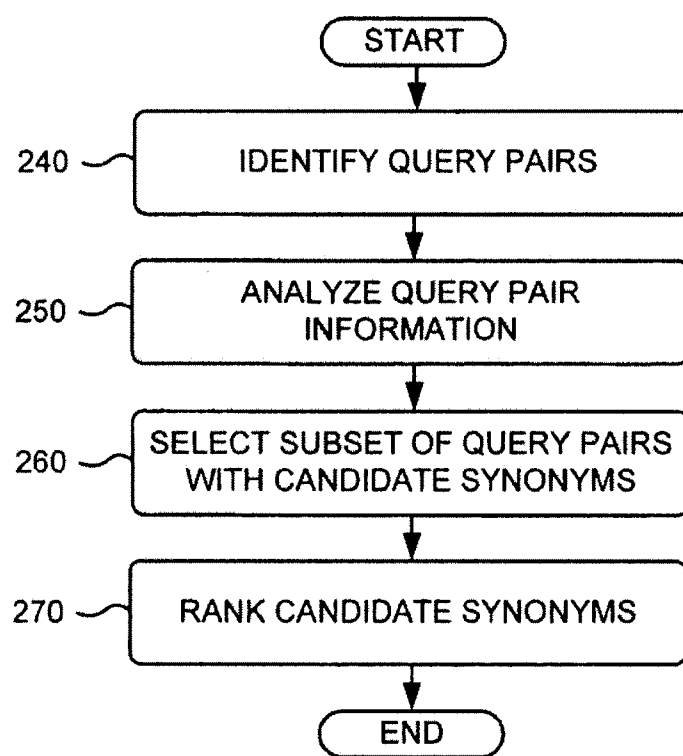 START
240 IDENTIFY QUERY PAIRS
250 ANALYZE QUERY PAIR
INFORMATION
260 SELECT SUBSET OF QUERY PAIRS
WITH CANDIDATE SYNONYMS
270 RANK CANDIDATE SYNONYMS
END